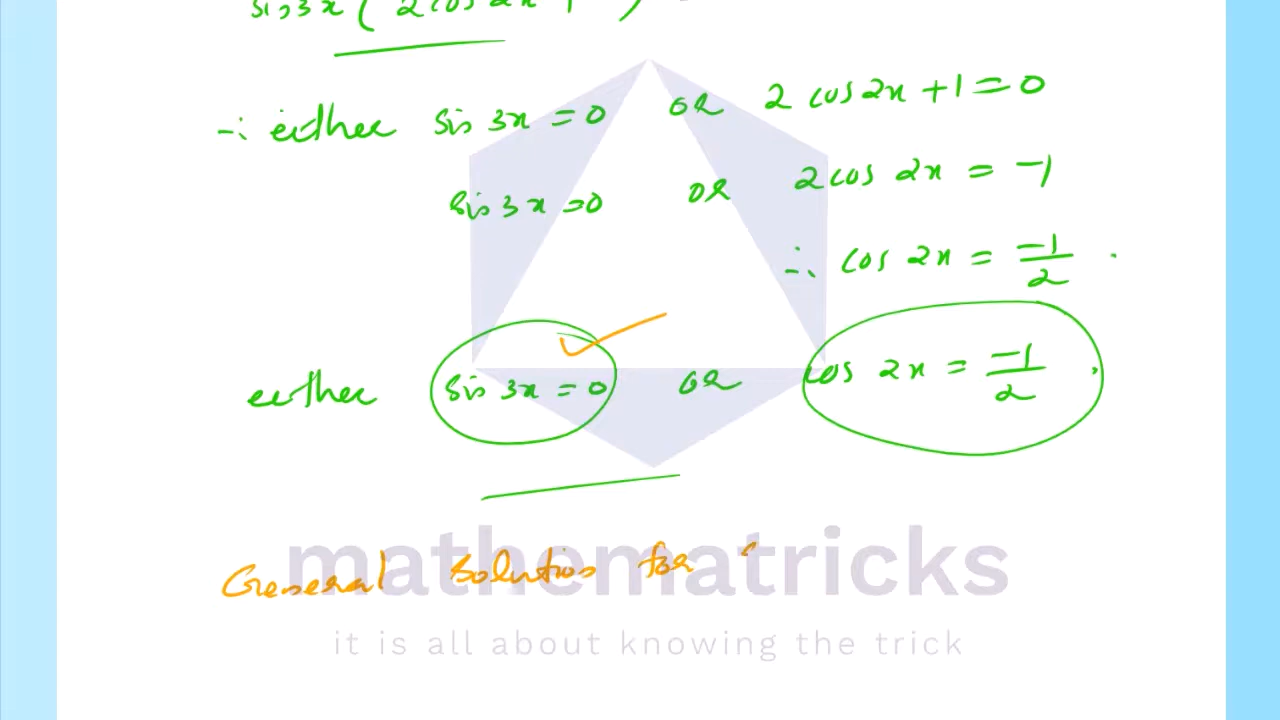 sin3x ( 2cos2x + 
∴ either sin 3x = 0 OR 2 cos 2x + 1 = 0
sin 3x = 0 OR 2 cos 2x = -1
∴ cos 2x = -1/2 .
either sin 3x = 0 OR cos 2x = -1/2 .
mathematricks
General Solution for
it is all about knowing the trick